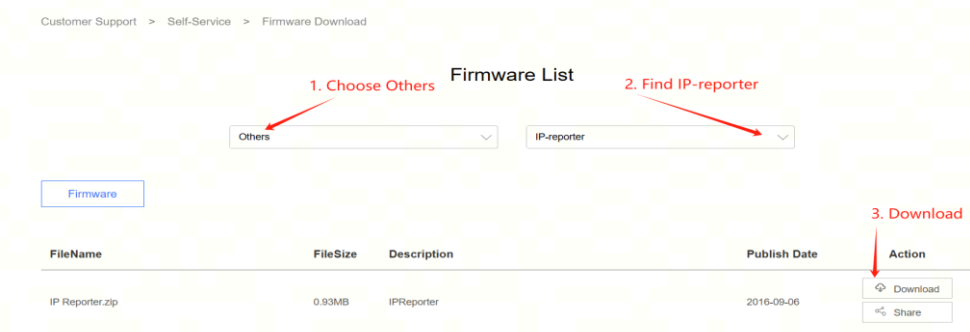 Customer Support > Self-Service > Firmware Download
Firmware List
1. Choose Others
2. Find IP-reporter
Others
IP-reporter
Firmware
3. Download
FileName FileSize Description Publish Date Action
IP Reporter.zip 0.93MB IPReporter 2016-09-06
Download
Share